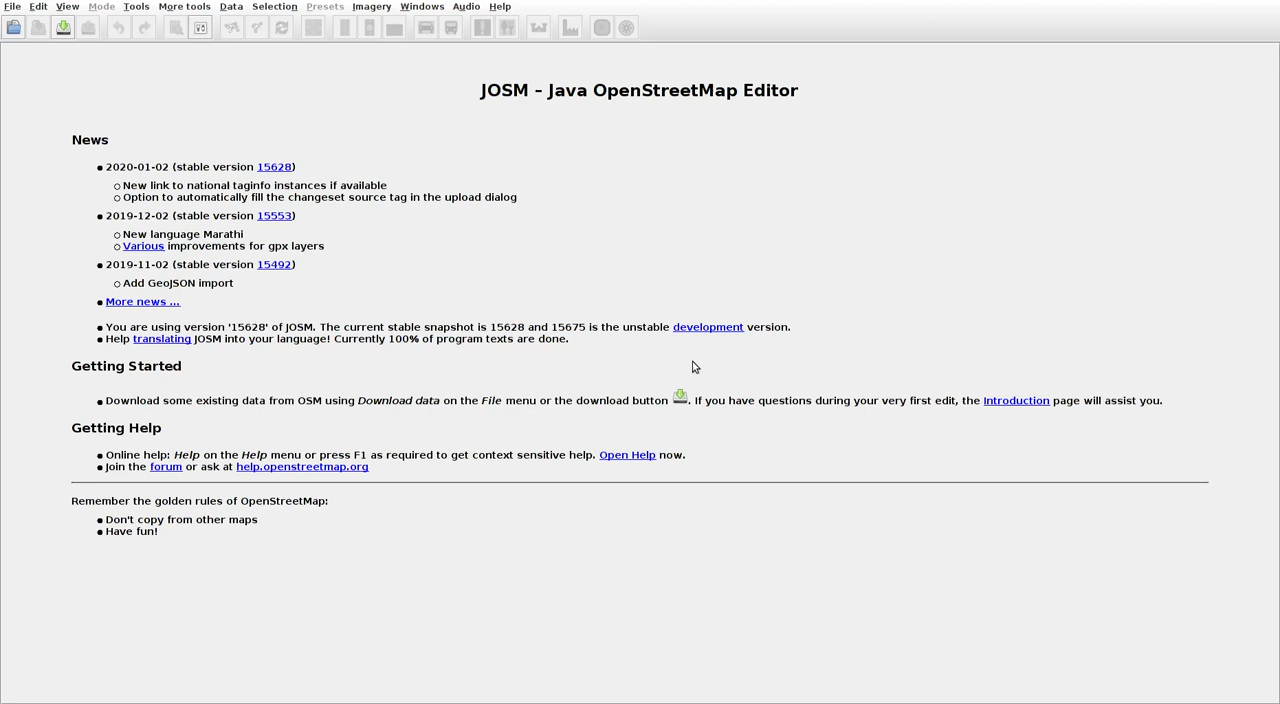 File Edit View Mode Tools More tools Data Selection Presets Imagery Windows Audio Help
JOSM – Java OpenStreetMap Editor
News
2020-01-02 (stable version 15628)
New link to national taginfo instances if available
Option to automatically fill the changeset source tag in the upload dialog
2019-12-02 (stable version 15553)
New language Marathi
Various improvements for gpx layers
2019-11-02 (stable version 15492)
Add GeoJSON import
More news ...
You are using version '15628' of JOSM. The current stable snapshot is 15628 and 15675 is the unstable development version.
Help translating JOSM into your language! Currently 100% of program texts are done.
Getting Started
Download some existing data from OSM using Download data on the File menu or the download button . If you have questions during your very first edit, the Introduction page will assist you.
Getting Help
Online help: Help on the Help menu or press F1 as required to get context sensitive help. Open Help now.
Join the forum or ask at help.openstreetmap.org
Remember the golden rules of OpenStreetMap:
Don't copy from other maps
Have fun!